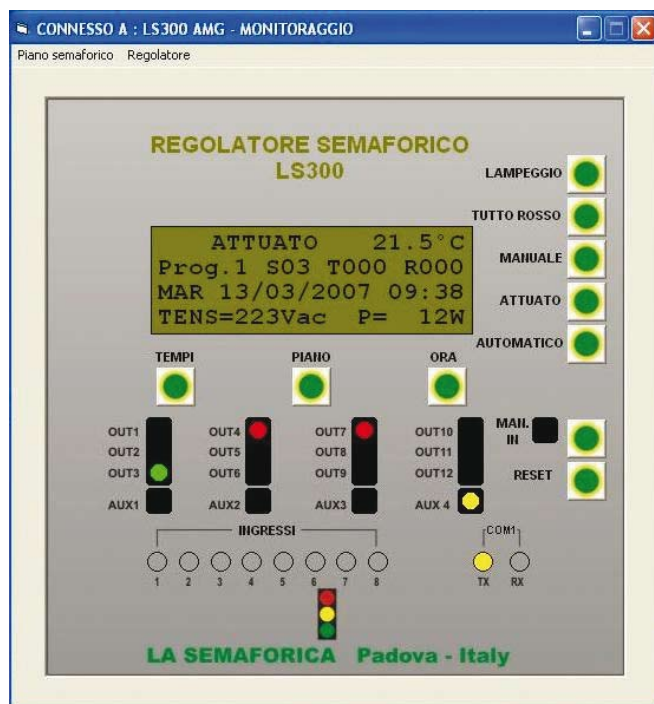 CONNESSO A : LS300 AMG - MONITORAGGIO
Piano semaforico Regolatore
REGOLATORE SEMAFORICO
LS300
LAMPEGGIO
TUTTO ROSSO
MANUALE
ATTUATO
AUTOMATICO
ATTUATO 21.5°C
Prog.1 S03 T000 R000
MAR 13/03/2007 09:38
TENS=223Vac P= 12W
TEMPI PIANO ORA
OUT1 OUT4 OUT7 OUT10
OUT2 OUT5 OUT8 OUT11
OUT3 OUT6 OUT9 OUT12
AUX1 AUX2 AUX3 AUX 4
MAN.
IN
RESET
INGRESSI COM1
1 2 3 4 5 6 7 8 TX RX
LA SEMAFORICA Padova - Italy